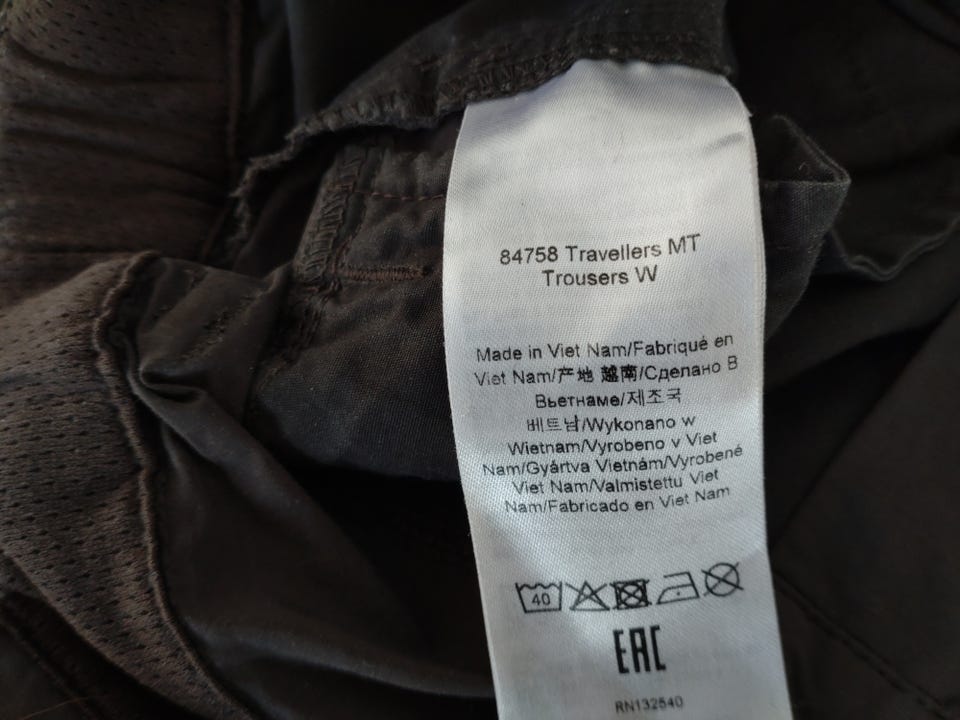 84758 Travellers MT
Trousers W
Made in Viet Nam/Fabriqué en
Viet Nam/产地 越南/Сделано В
Вьетнаме/제조국
베트남/Wykonano w
Wietnam/Vyrobeno v Viet
Nam/Gyártva Vietnám/Vyrobené
Viet Nam/Valmistettu Viet
Nam/Fabricado en Viet Nam
40
EAC
RN132540